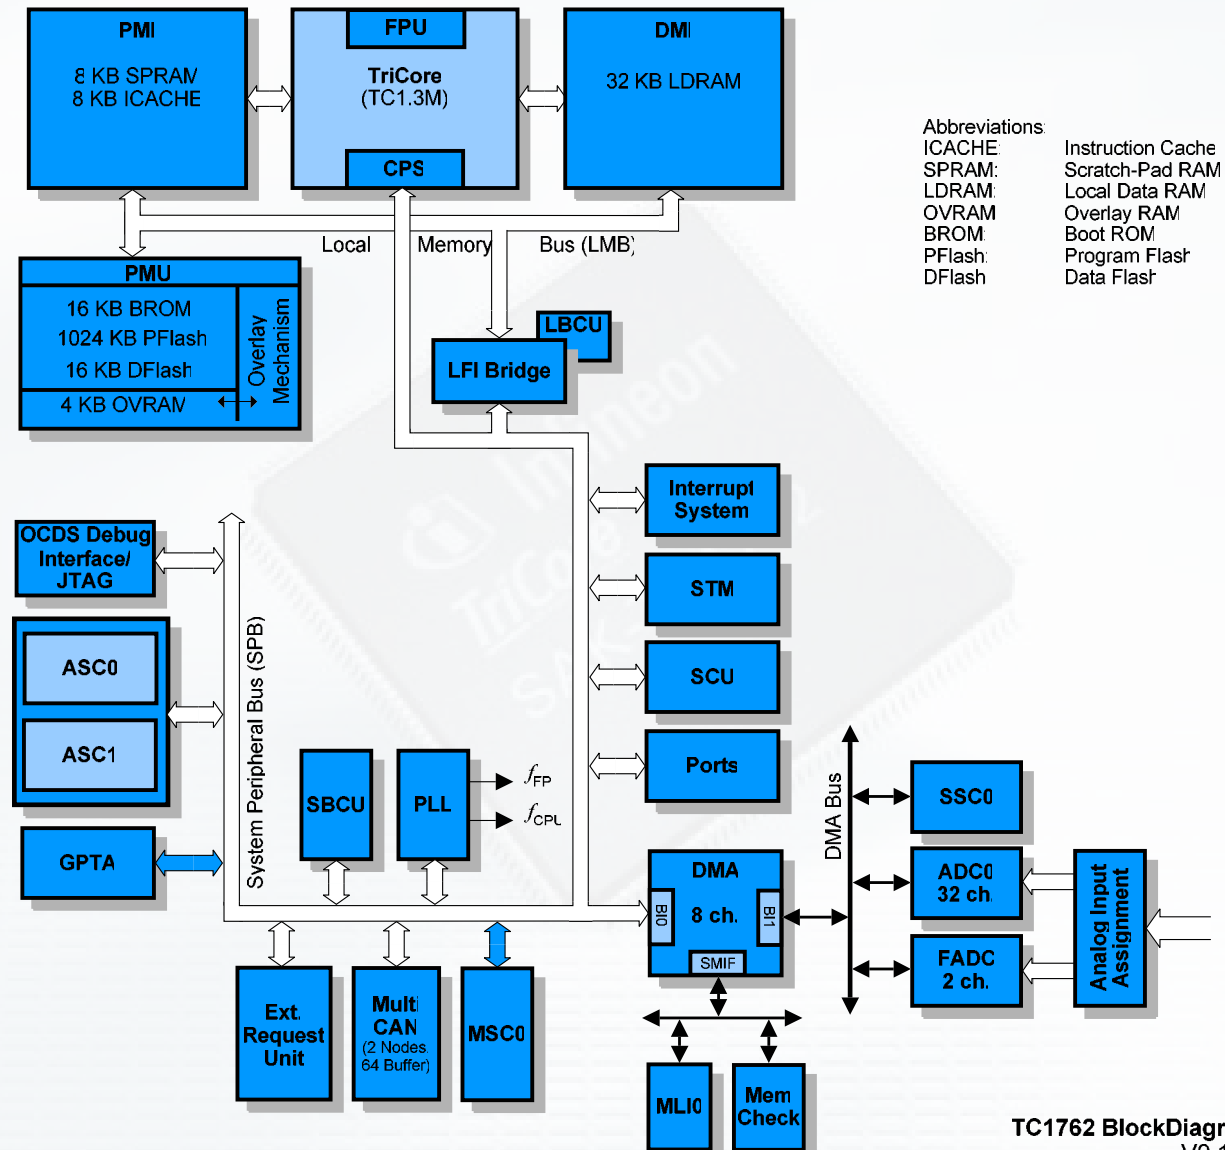 PMI
8 KB SPRAM
8 KB ICACHE
FPU
TriCore
(TC1.3M)
CPS
DMI
32 KB LDRAM
Abbreviations:
ICACHE: Instruction Cache
SPRAM: Scratch-Pad RAM
LDRAM: Local Data RAM
OVRAM Overlay RAM
BROM: Boot ROM
PFlash: Program Flash
DFlash Data Flash
Local Memory Bus (LMB)
PMU
16 KB BROM
1024 KB PFlash
16 KB DFlash
4 KB OVRAM
Overlay
Mechanism
LBCU
LFI Bridge
Infineon
TriCore
Interrupt
System
STM
SCU
Ports
OCDS Debug
Interface/
JTAG
ASC0
ASC1
GPTA
System Peripheral Bus (SPB)
SBCU
PLL
fFP
fCPU
DMA
8 ch.
BI0
BI1
SMIF
DMA Bus
SSC0
ADC0
32 ch.
FADC
2 ch.
Analog Input
Assignment
Ext.
Request
Unit
Multi
CAN
(2 Nodes,
64 Buffer)
MSC0
MLI0
Mem
Check
TC1762 BlockDiagr